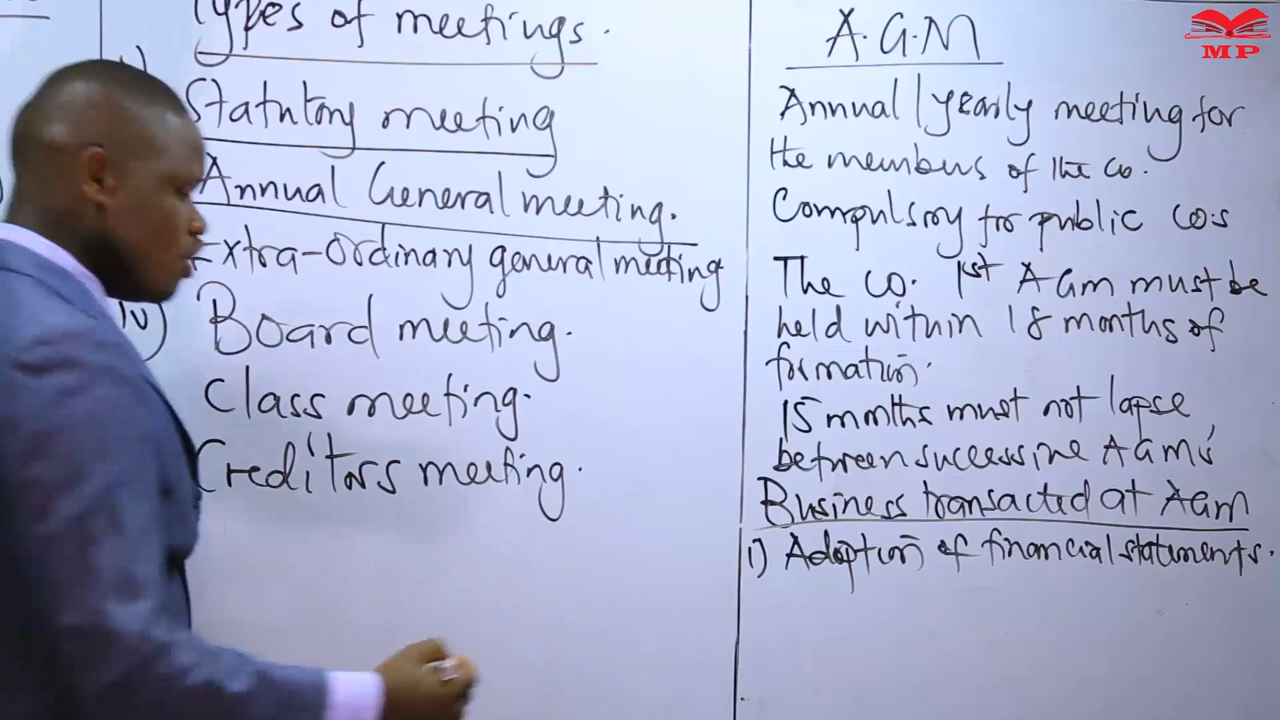 Types of meetings.
Statutory meeting
Annual General meeting.
Extra-Ordinary general meeting
iv) Board meeting.
Class meeting.
Creditors meeting.
A.G.M
Annual / yearly meeting for
the members of the Co.
Compulsory for public co.s
The co. 1st AGM must be
held within 18 months of
formation.
15 months must not lapse
between successive AGM's
Business transacted at AGM
i) Adoption of financial statements.
MP